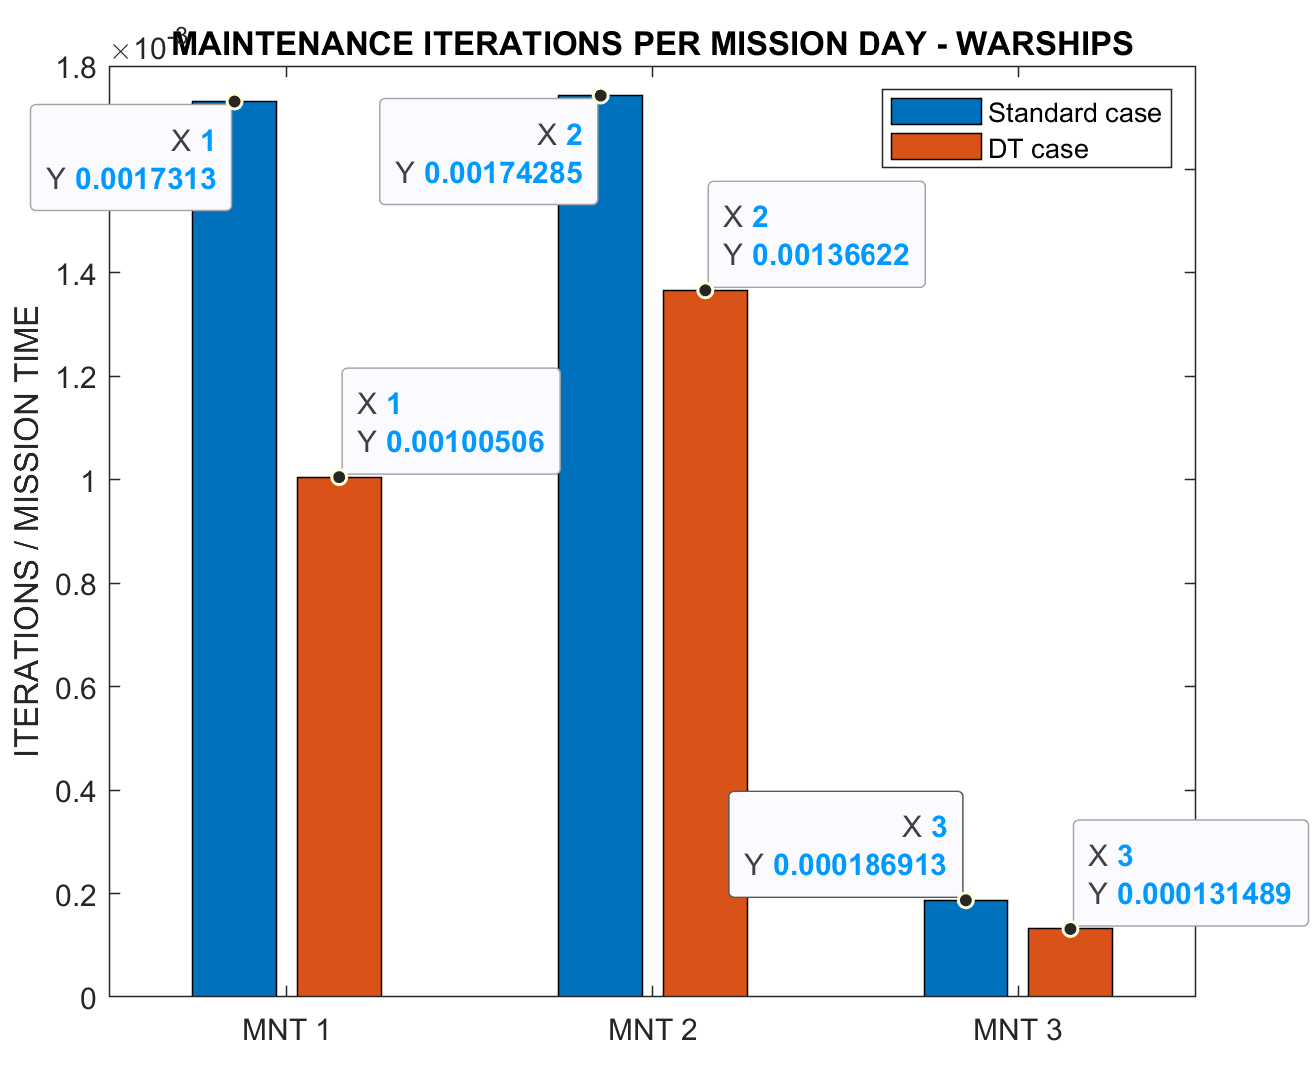 ×10-3
MAINTENANCE ITERATIONS PER MISSION DAY - WARSHIPS
ITERATIONS / MISSION TIME
1.8
1.4
1.2
1
0.8
0.6
0.4
0.2
0
Standard case
DT case
X 1
Y 0.0017313
X 2
Y 0.00174285
X 2
Y 0.00136622
X 1
Y 0.00100506
X 3
Y 0.000186913
X 3
Y 0.000131489
MNT 1
MNT 2
MNT 3